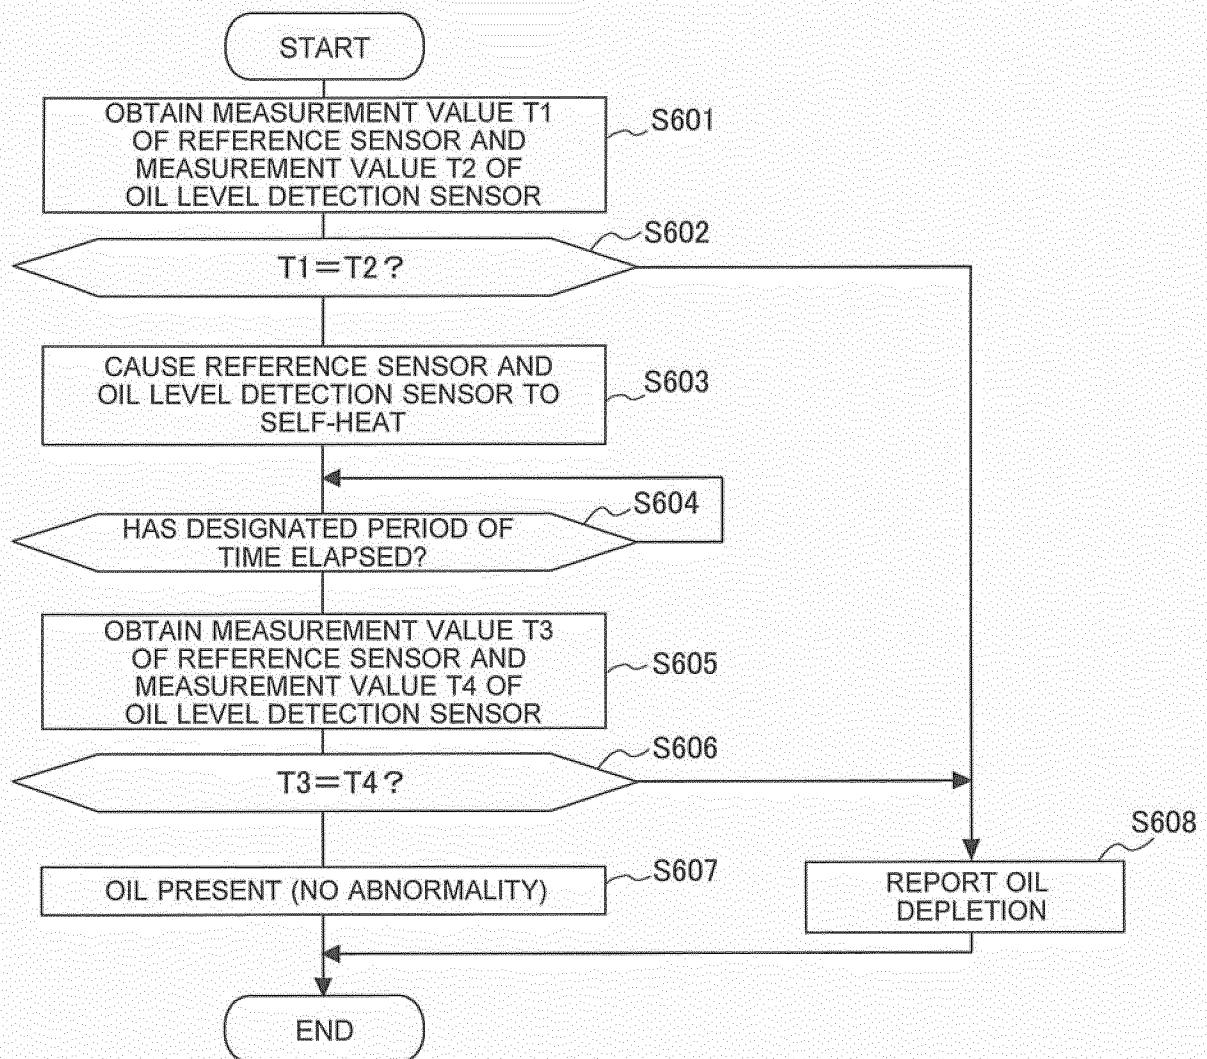 START
OBTAIN MEASUREMENT VALUE T1
OF REFERENCE SENSOR AND
MEASUREMENT VALUE T2 OF
OIL LEVEL DETECTION SENSOR
S601
T1=T2?
S602
CAUSE REFERENCE SENSOR AND
OIL LEVEL DETECTION SENSOR TO
SELF-HEAT
S603
HAS DESIGNATED PERIOD OF
TIME ELAPSED?
S604
OBTAIN MEASUREMENT VALUE T3
OF REFERENCE SENSOR AND
MEASUREMENT VALUE T4 OF
OIL LEVEL DETECTION SENSOR
S605
T3=T4?
S606
OIL PRESENT (NO ABNORMALITY)
S607
REPORT OIL
DEPLETION
S608
END